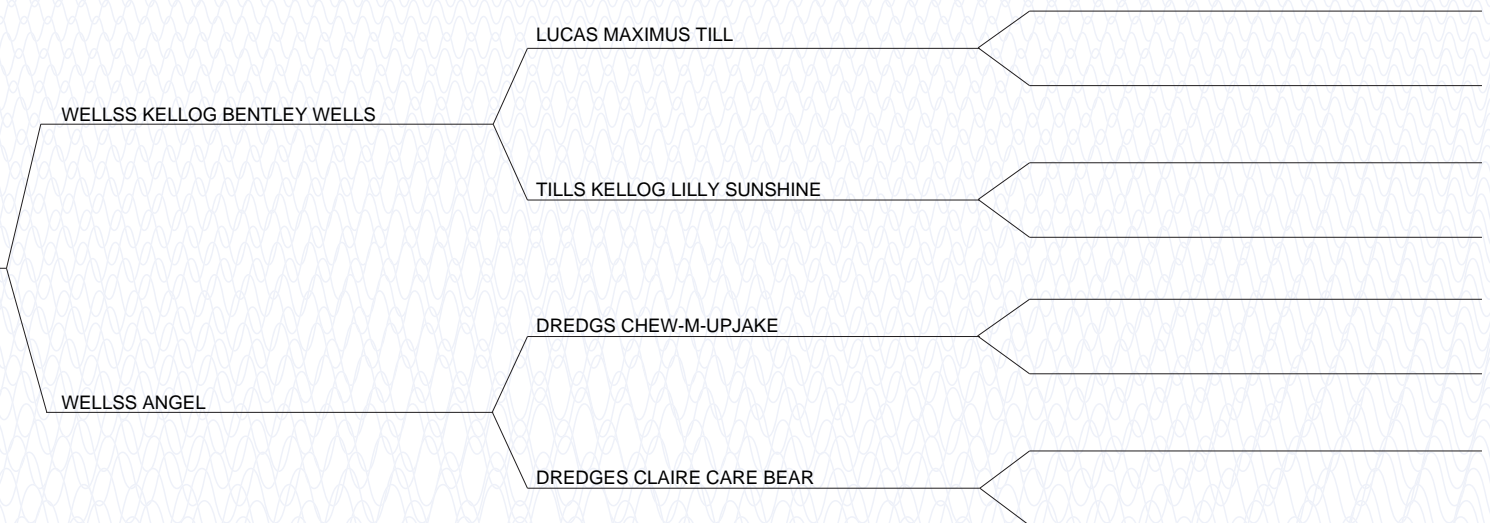 LUCAS MAXIMUS TILL
WELLSS KELLOG BENTLEY WELLS
TILLS KELLOG LILLY SUNSHINE
DREDGS CHEW-M-UPJAKE
WELLSS ANGEL
DREDGES CLAIRE CARE BEAR